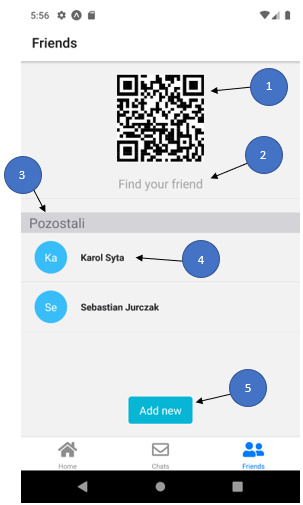 5:56
Friends
1
Find your friend
2
3
Pozostali
Ka Karol Syta
4
Se Sebastian Jurczak
5
Add new
Home Chats Friends